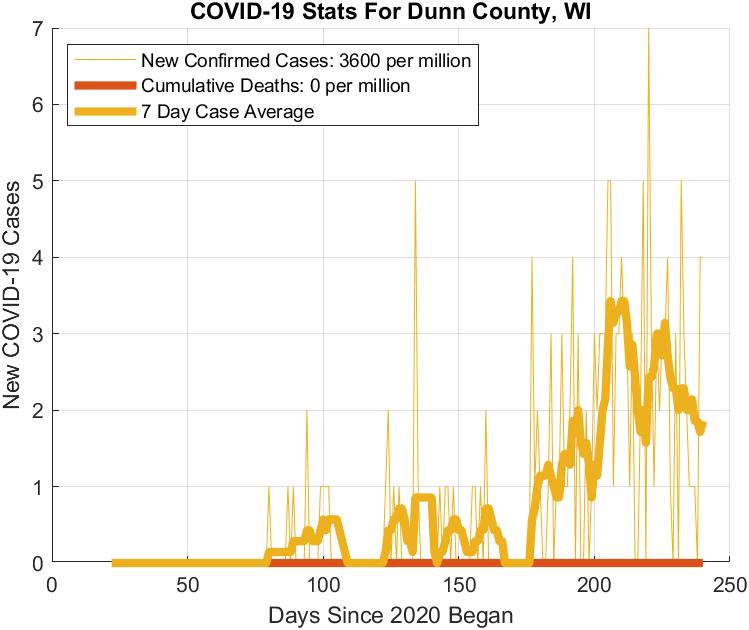 COVID-19 Stats For Dunn County, WI
New Confirmed Cases: 3600 per million
Cumulative Deaths: 0 per million
7 Day Case Average
New COVID-19 Cases
7
6
5
4
3
2
1
0
0 50 100 150 200 250
Days Since 2020 Began